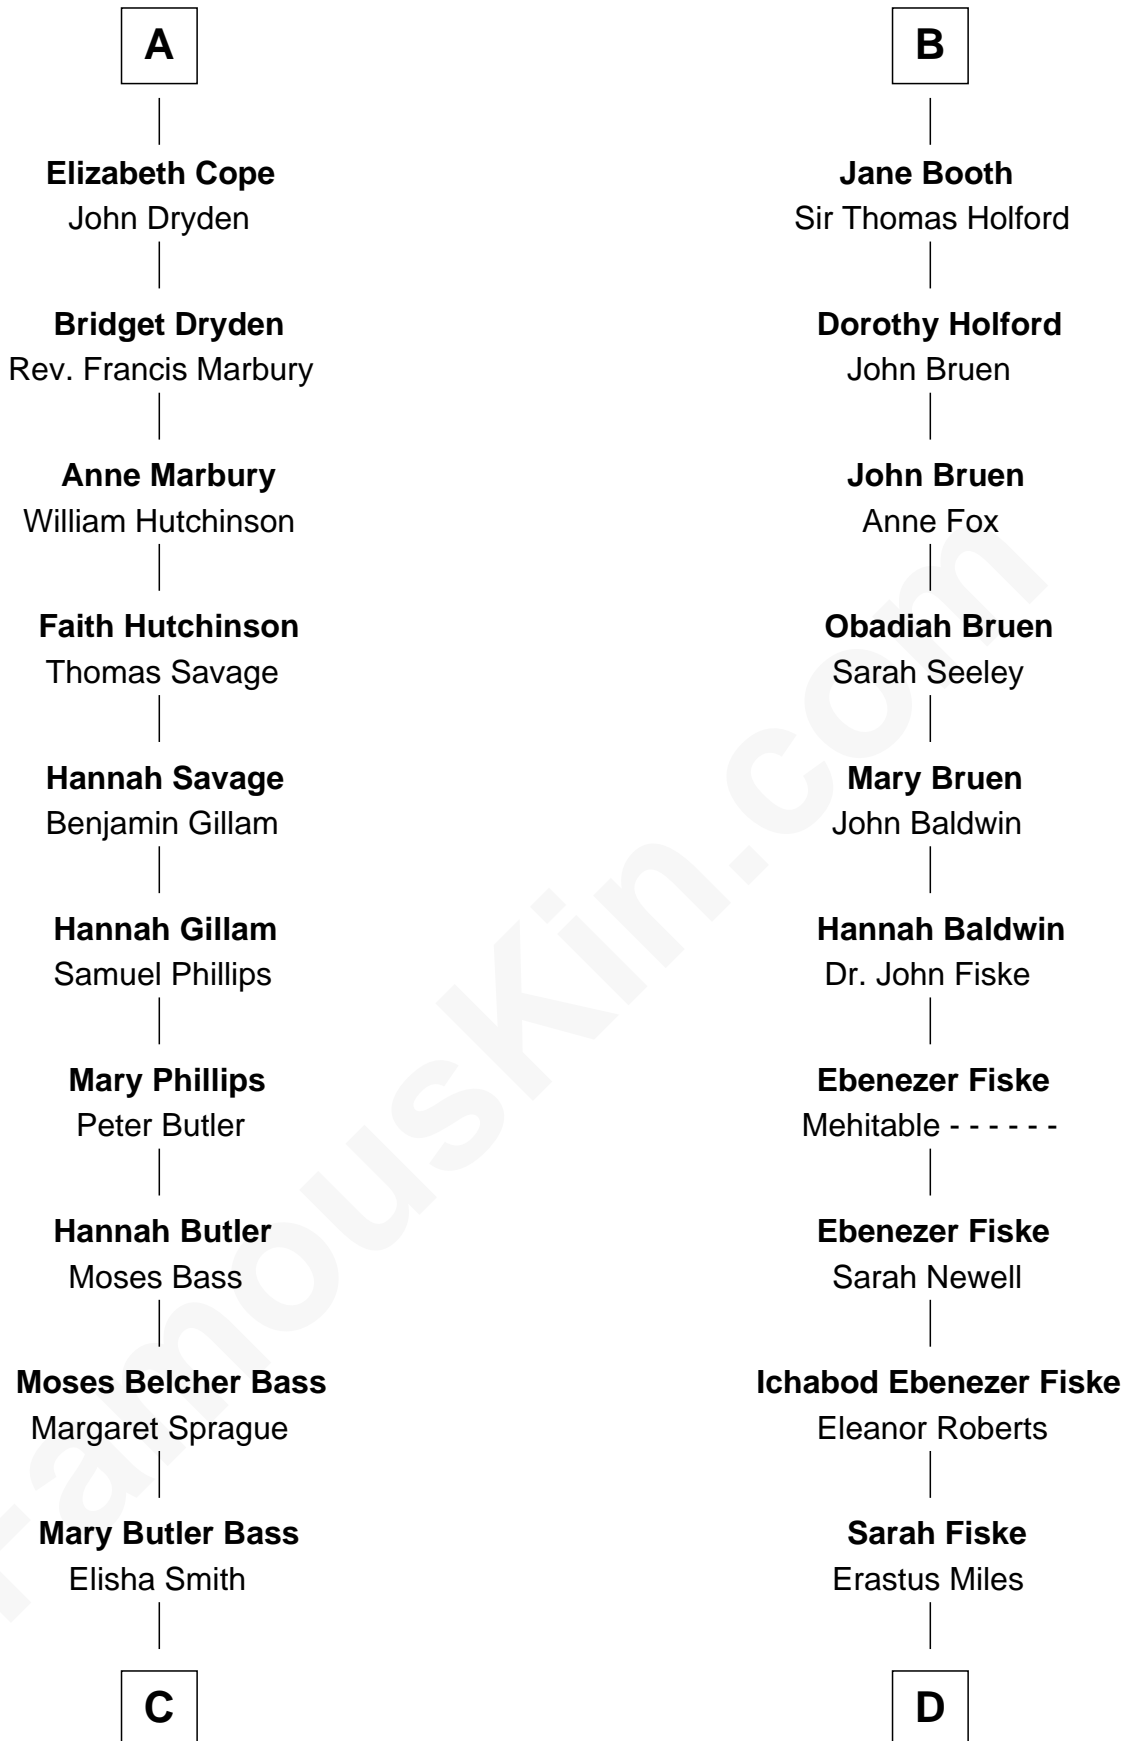 A
Elizabeth Cope
John Dryden
Bridget Dryden
Rev. Francis Marbury
Anne Marbury
William Hutchinson
Faith Hutchinson
Thomas Savage
Hannah Savage
Benjamin Gillam
Hannah Gillam
Samuel Phillips
Mary Phillips
Peter Butler
Hannah Butler
Moses Bass
Moses Belcher Bass
Margaret Sprague
Mary Butler Bass
Elisha Smith
C
B
Jane Booth
Sir Thomas Holford
Dorothy Holford
John Bruen
John Bruen
Anne Fox
Obadiah Bruen
Sarah Seeley
Mary Bruen
John Baldwin
Hannah Baldwin
Dr. John Fiske
Ebenezer Fiske
Mehitable - - - - - -
Ebenezer Fiske
Sarah Newell
Ichabod Ebenezer Fiske
Eleanor Roberts
Sarah Fiske
Erastus Miles
D
FamousKin.com